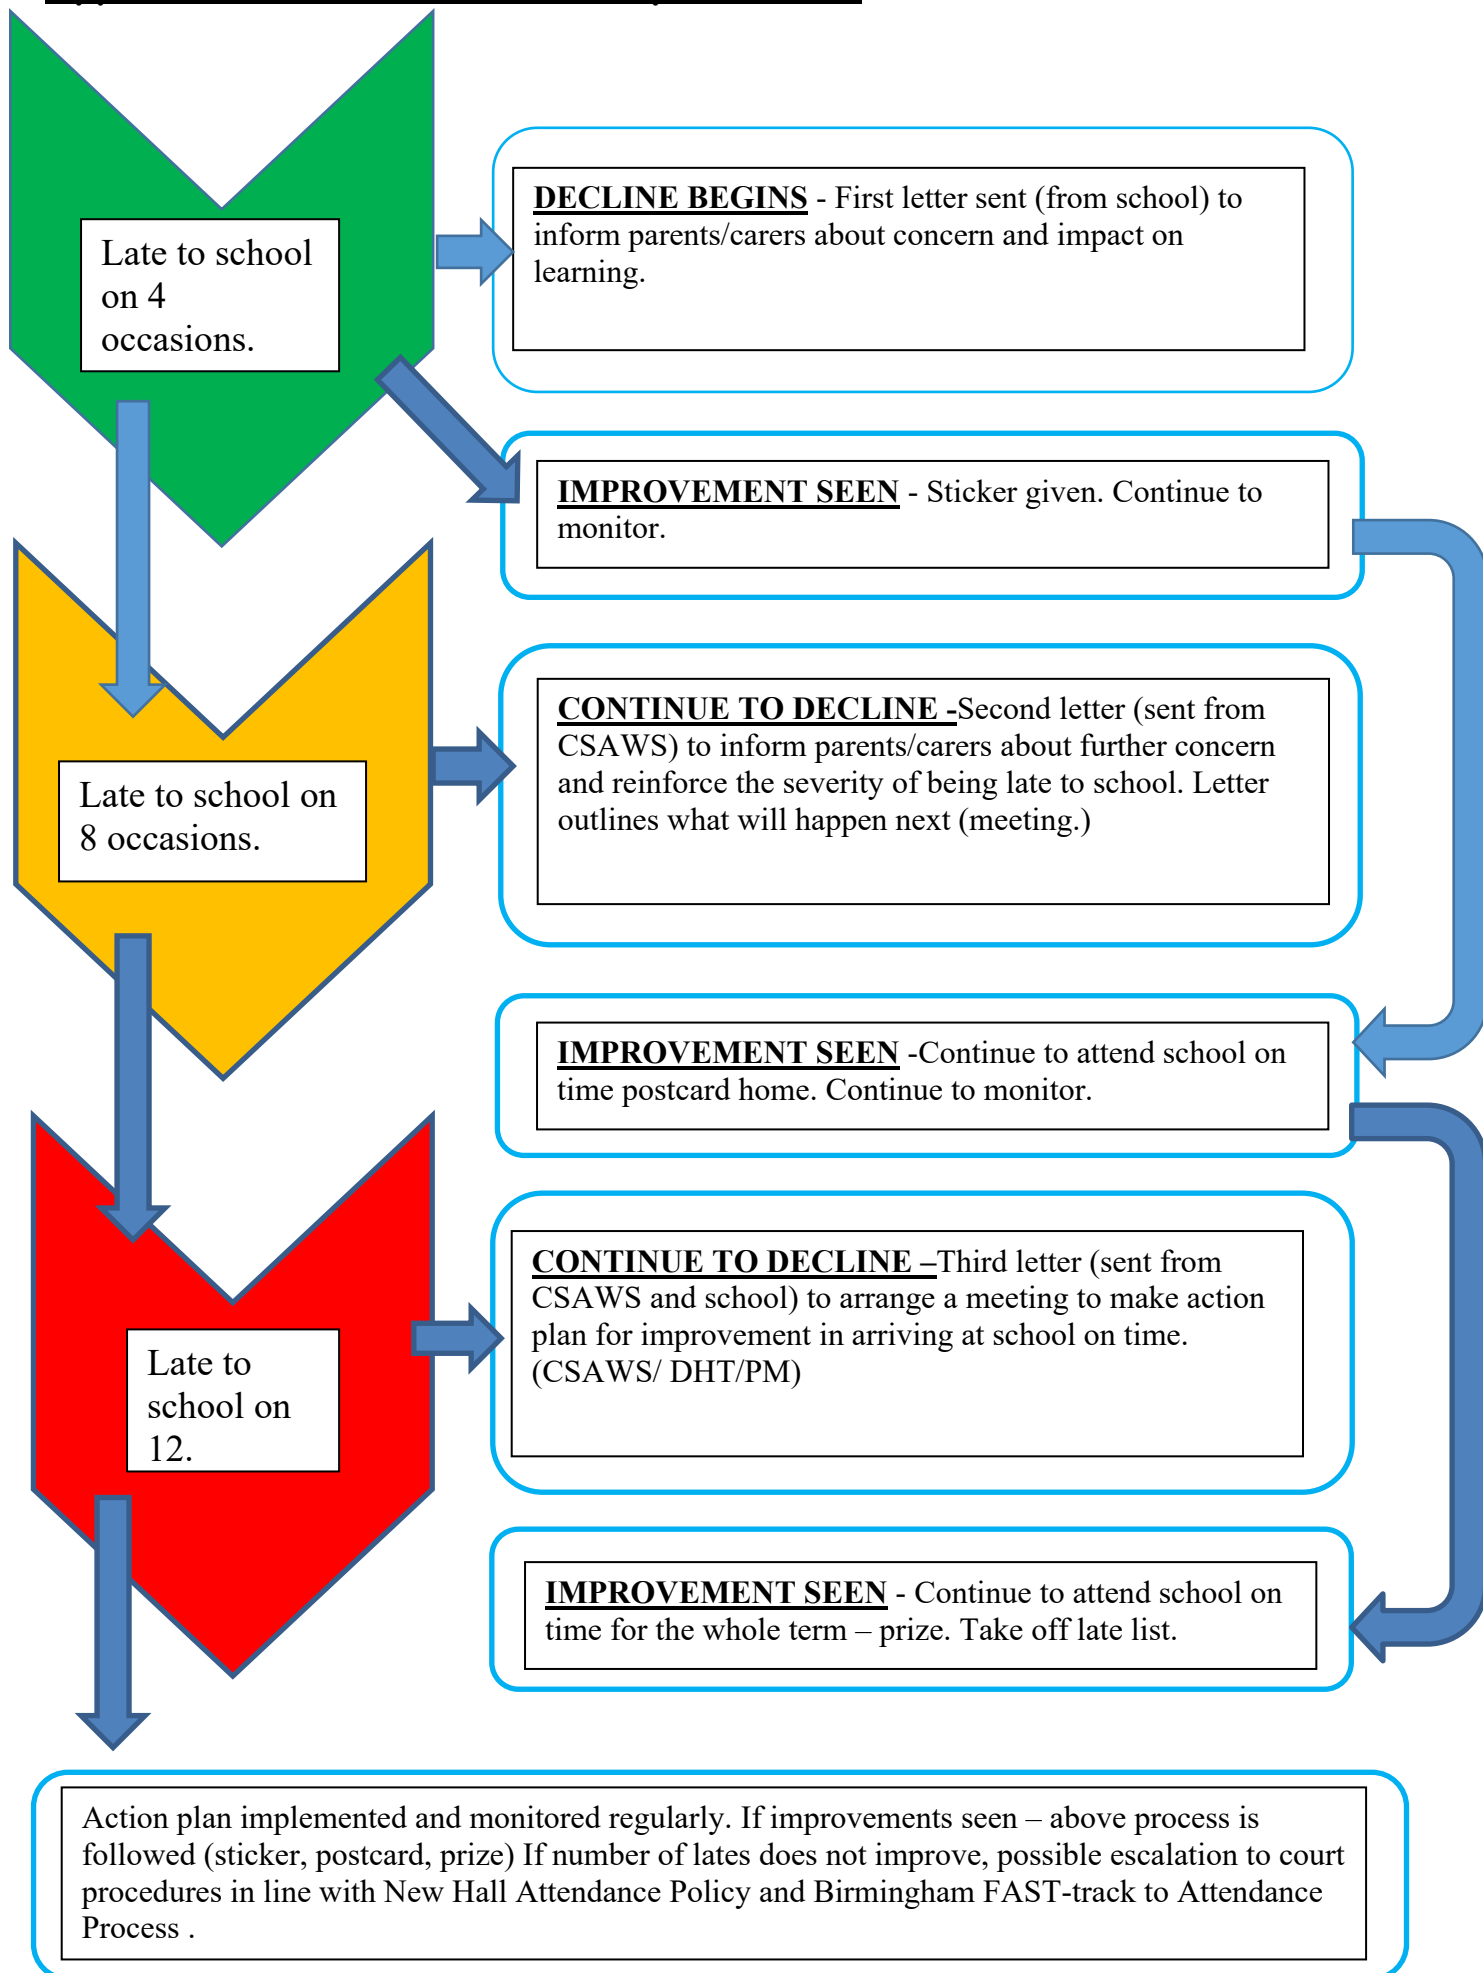 Late to school
on 4
occasions.
DECLINE BEGINS - First letter sent (from school) to
inform parents/carers about concern and impact on
learning.
IMPROVEMENT SEEN - Sticker given. Continue to
monitor.
Late to school on
8 occasions.
CONTINUE TO DECLINE -Second letter (sent from
CSAWS) to inform parents/carers about further concern
and reinforce the severity of being late to school. Letter
outlines what will happen next (meeting.)
IMPROVEMENT SEEN -Continue to attend school on
time postcard home. Continue to monitor.
Late to
school on
12.
CONTINUE TO DECLINE –Third letter (sent from
CSAWS and school) to arrange a meeting to make action
plan for improvement in arriving at school on time.
(CSAWS/ DHT/PM)
IMPROVEMENT SEEN - Continue to attend school on
time for the whole term – prize. Take off late list.
Action plan implemented and monitored regularly. If improvements seen – above process is
followed (sticker, postcard, prize) If number of lates does not improve, possible escalation to court
procedures in line with New Hall Attendance Policy and Birmingham FAST-track to Attendance
Process .